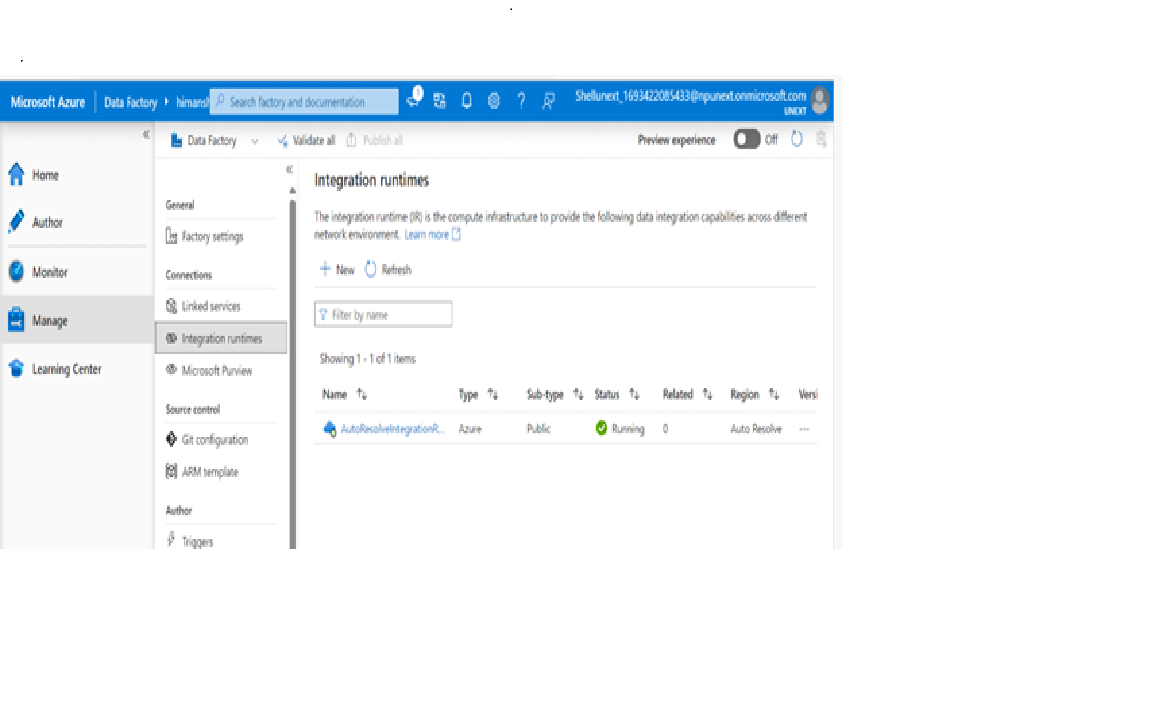 Microsoft Azure Data Factory himansh Search factory and documentation 1 ? Shellunext_1693422085433@npunext.onmicrosoft.com
UNEXT
Data Factory Validate all Publish all Preview experience Off
Home
Author
Monitor
Manage
Learning Center
General
Factory settings
Connections
Linked services
Integration runtimes
Microsoft Purview
Source control
Git configuration
ARM template
Author
Triggers
Integration runtimes
The integration runtime (IR) is the compute infrastructure to provide the following data integration capabilities across different
network environment. Learn more
New Refresh
Filter by name
Showing 1 - 1 of 1 items
Name Type Sub-type Status Related Region Versi
AutoResolveIntegrationR... Azure Public Running 0 Auto Resolve ---